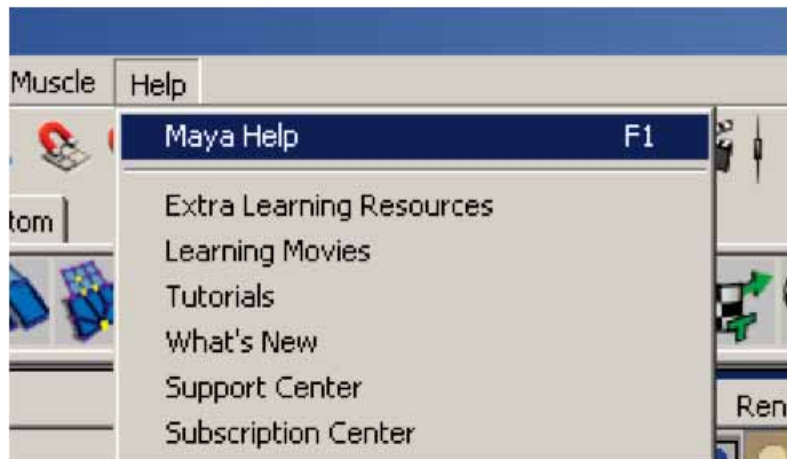 Muscle Help
Maya Help F1
Extra Learning Resources
tom
Learning Movies
Tutorials
What's New
Support Center
Ren
Subscription Center